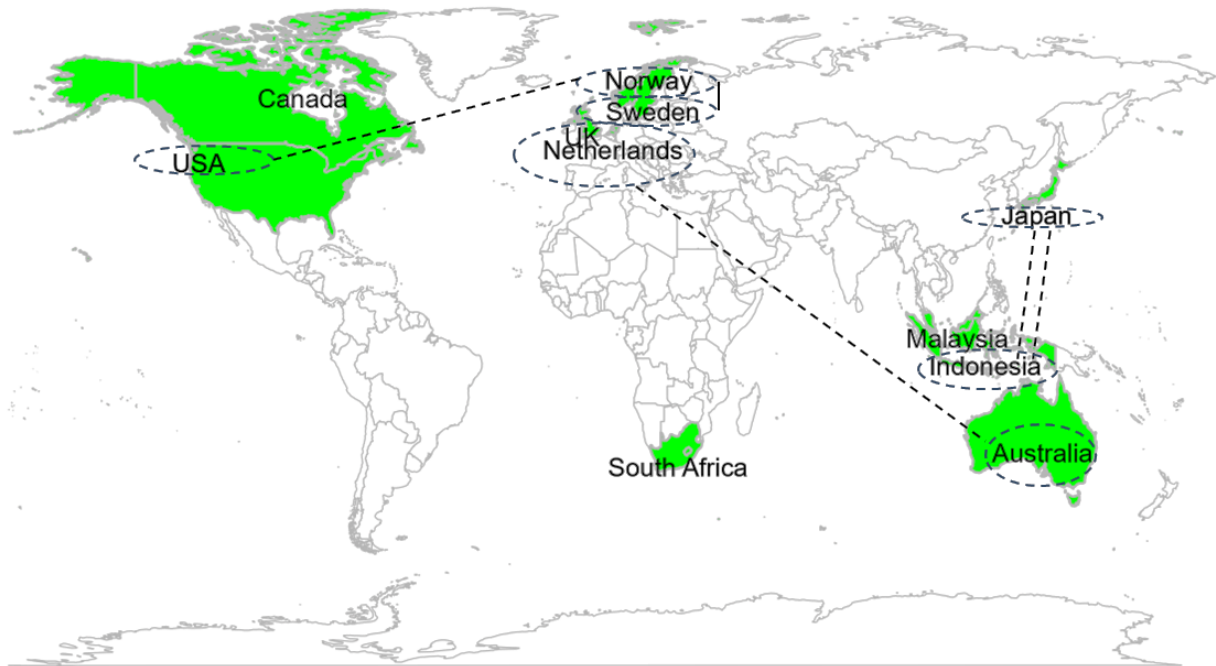 Norway
Canada
Sweden
UK
Netherlands
USA
Japan
Malaysia
Indonesia
Australia
South Africa